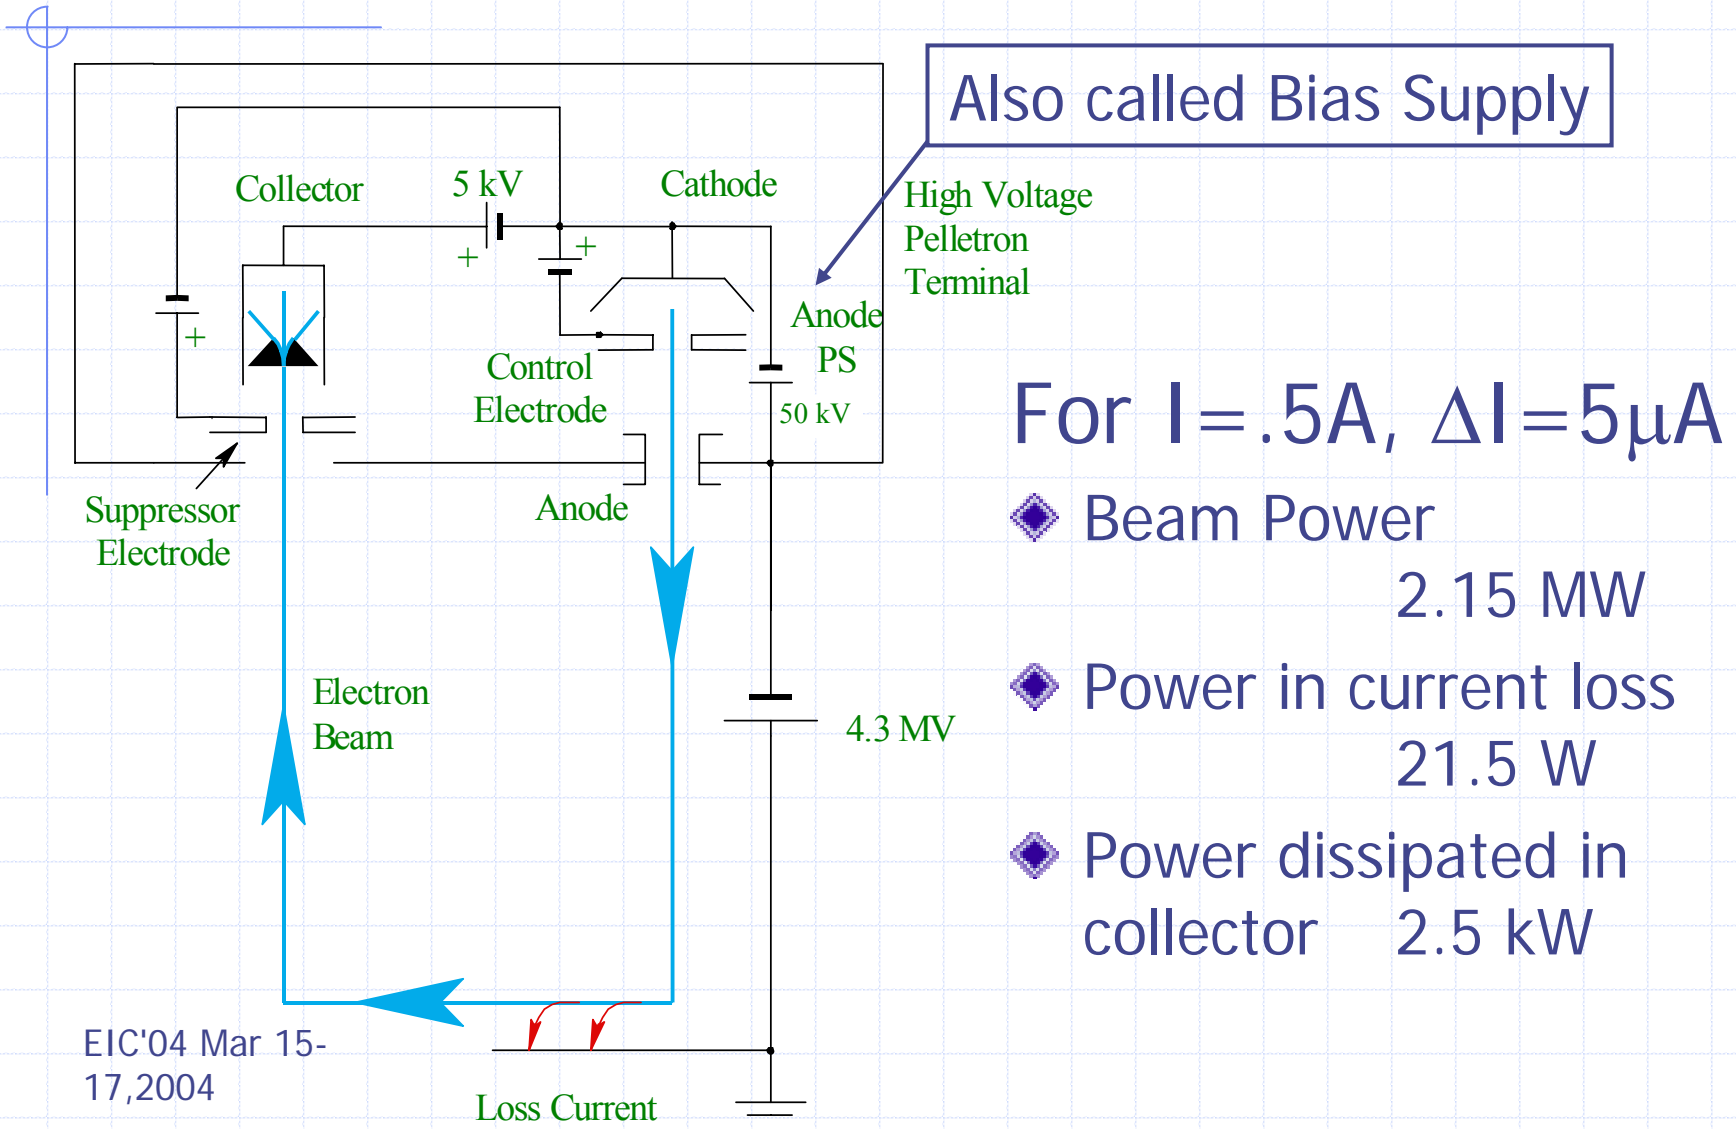 Also called Bias Supply
Collector
5 kV
Cathode
High Voltage
Pelletron
Terminal
+
+
+
Anode
PS
50 kV
Control
Electrode
Suppressor
Electrode
Anode
Electron
Beam
4.3 MV
Loss Current
For I=.5A, ΔI=5μA
Beam Power
2.15 MW
Power in current loss
21.5 W
Power dissipated in
collector 2.5 kW
EIC'04 Mar 15-
17,2004